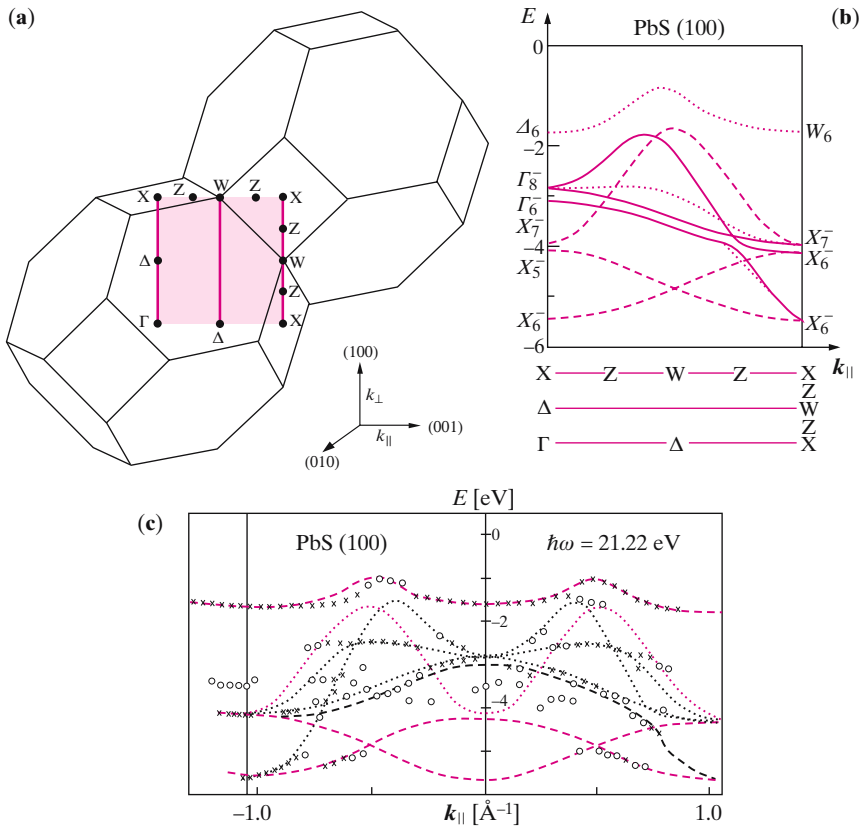 (a)
X Z W Z X
Z
Δ W
Z
Γ Δ X
(100)
k⊥
k∥ (001)
(010)
E (b)
PbS (100)
0
Δ6 W6
−2
Γ8−
Γ6−
X7− X7−
−4
X5− X6−
X6− X6−
−6
k∥
X Z W Z X
Z
Δ W
Z
Γ Δ X
(c) E [eV]
PbS (100) ħω = 21.22 eV
0
−2
−4
−1.0 k∥ [Å−1] 1.0